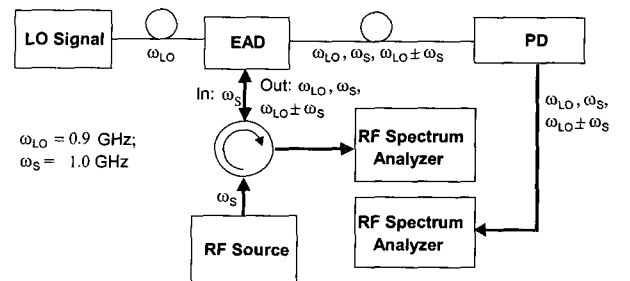 LO Signal
ω_LO
EAD
ω_LO, ω_S, ω_LO ± ω_S
PD
In: ω_S
Out: ω_LO, ω_S,
ω_LO ± ω_S
ω_LO, ω_S,
ω_LO ± ω_S
ω_LO = 0.9 GHz;
ω_S = 1.0 GHz
RF Spectrum
Analyzer
ω_S
RF Source
RF Spectrum
Analyzer